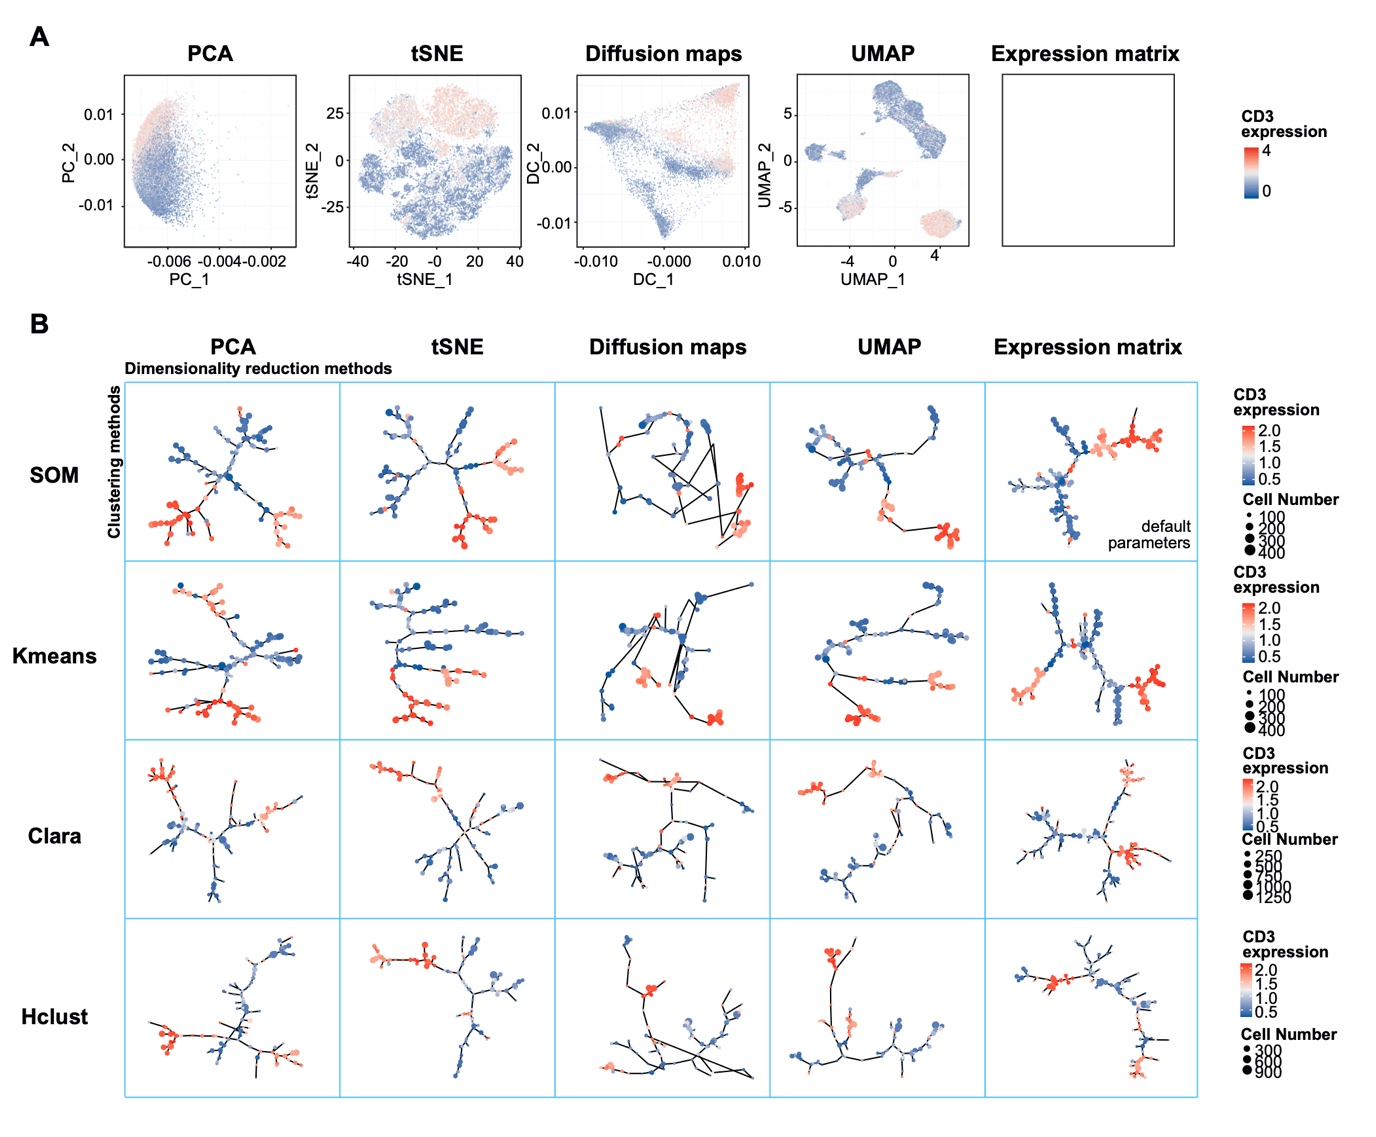 A
PCA
tSNE
Diffusion maps
UMAP
Expression matrix
PC_2
0.01
0.00
-0.01
-0.006 -0.004-0.002
PC_1
tSNE_2
25
0
-25
-40 -20 -0 20 40
tSNE_1
DC_2
0.01
0.00
-0.01
-0.010 -0.000 0.010
DC_1
UMAP_2
5
0
-5
-4 0 4
UMAP_1
CD3
expression
4
0
B
PCA
tSNE
Diffusion maps
UMAP
Expression matrix
Dimensionality reduction methods
Clustering methods
SOM
default
parameters
CD3
expression
2.0
1.5
1.0
0.5
Cell Number
100
200
300
400
Kmeans
CD3
expression
2.0
1.5
1.0
0.5
Cell Number
100
200
300
400
Clara
CD3
expression
2.0
1.5
1.0
0.5
Cell Number
250
500
750
1000
1250
Hclust
CD3
expression
2.0
1.5
1.0
0.5
Cell Number
300
600
900